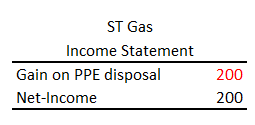 ST Gas
Income Statement
Gain on PPE disposal 200
Net-Income 200